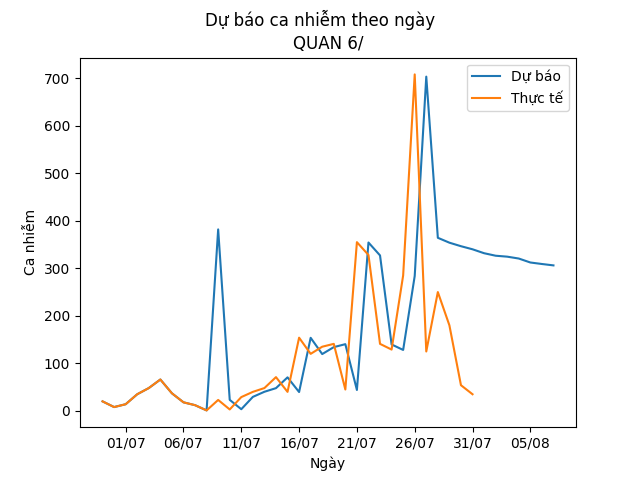 Dự báo ca nhiễm theo ngày
QUAN 6/
Dự báo
Thực tế
Ca nhiễm
700
600
500
400
300
200
100
0
01/07 06/07 11/07 16/07 21/07 26/07 31/07 05/08
Ngày